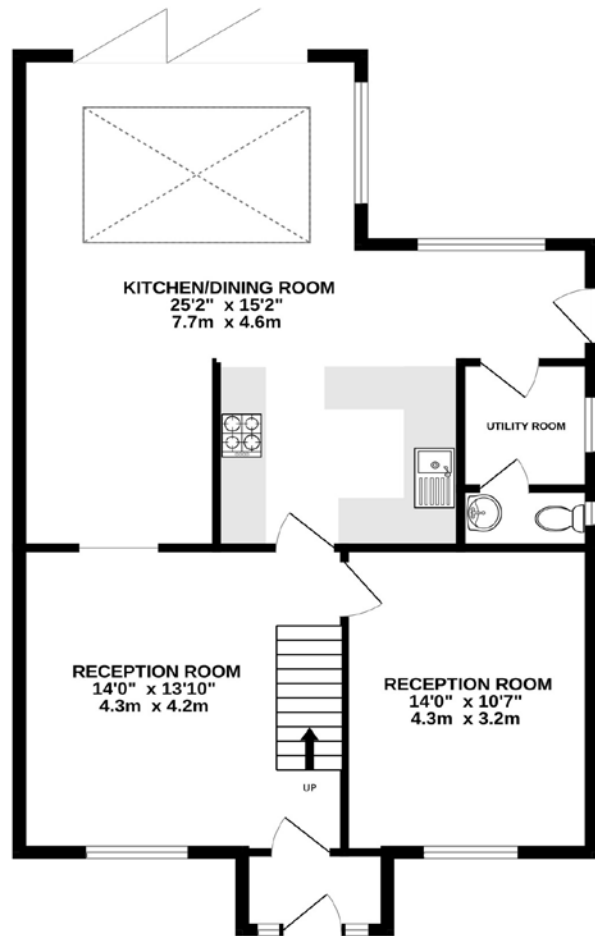 KITCHEN/DINING ROOM
25'2" x 15'2"
7.7m x 4.6m
UTILITY ROOM
RECEPTION ROOM
14'0" x 13'10"
4.3m x 4.2m
RECEPTION ROOM
14'0" x 10'7"
4.3m x 3.2m
UP